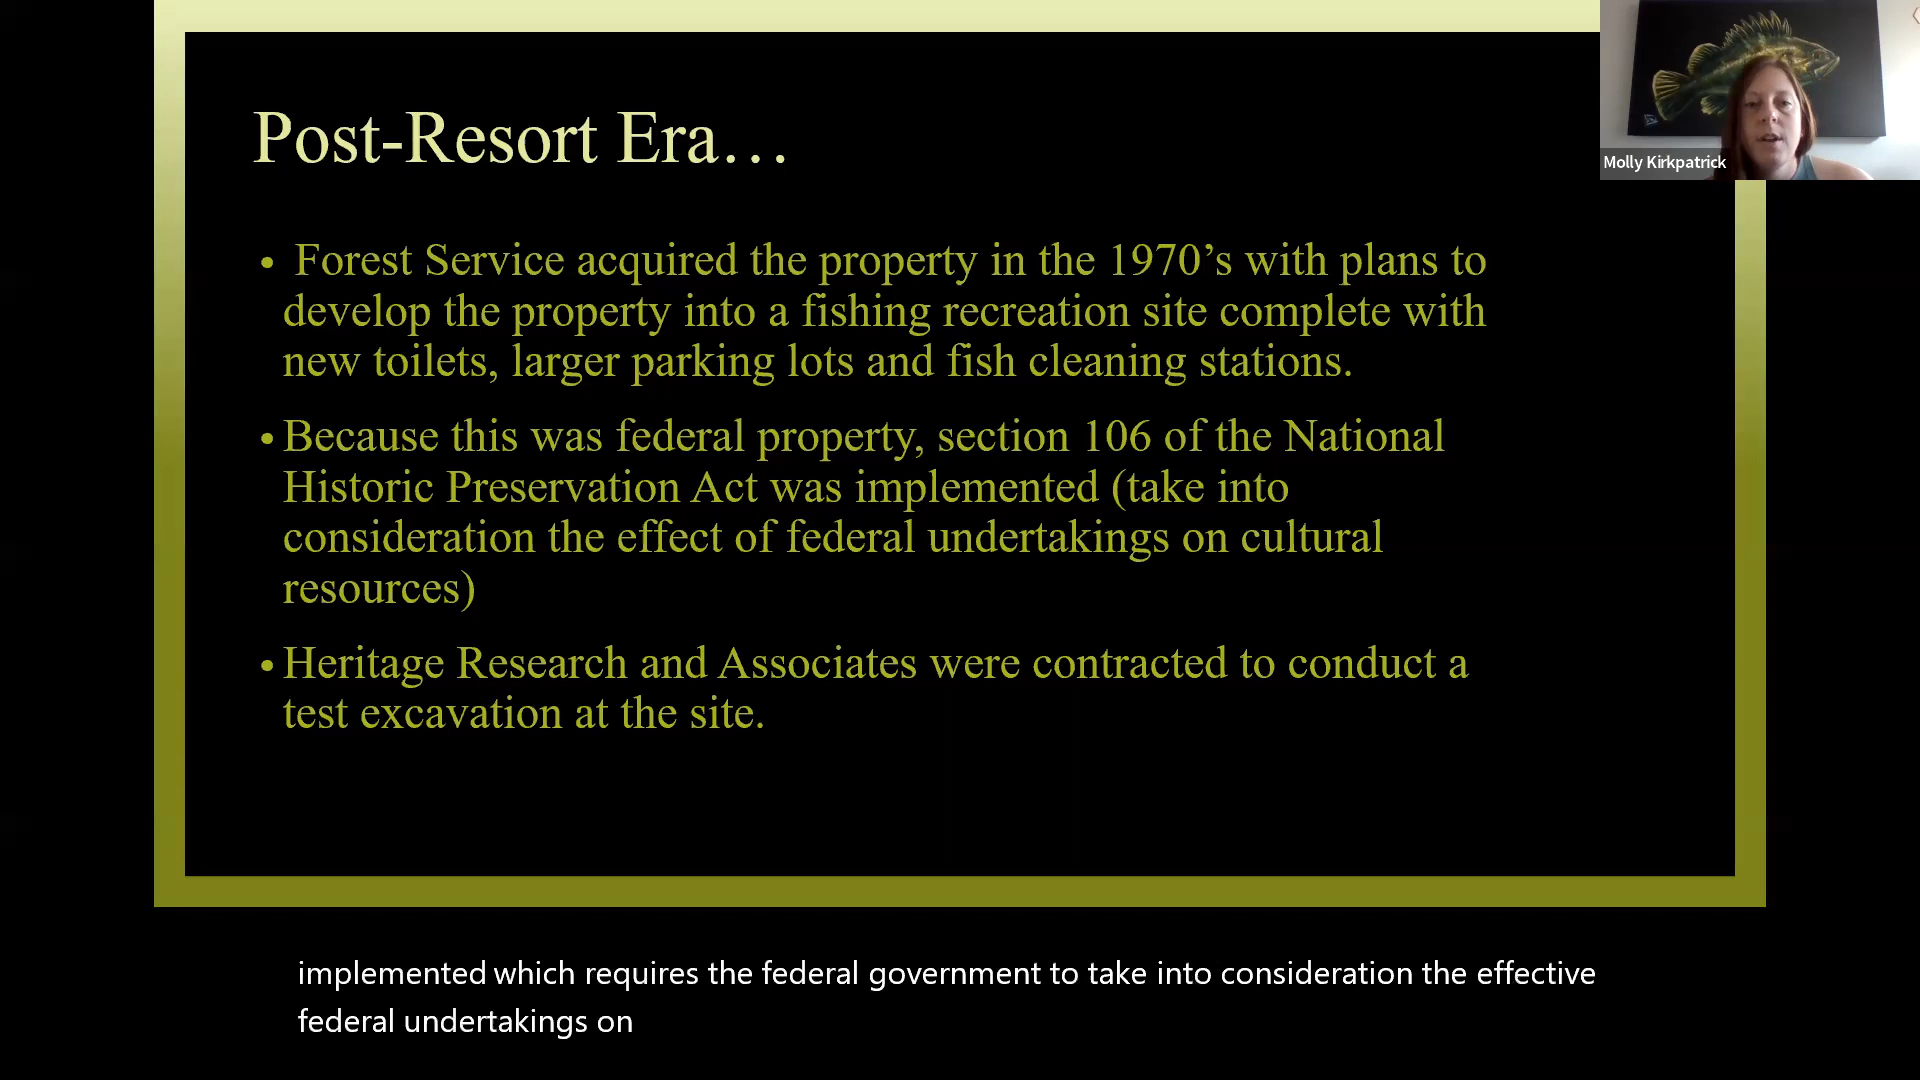 Post-Resort Era…
Molly Kirkpatrick
• Forest Service acquired the property in the 1970’s with plans to
develop the property into a fishing recreation site complete with
new toilets, larger parking lots and fish cleaning stations.
• Because this was federal property, section 106 of the National
Historic Preservation Act was implemented (take into
consideration the effect of federal undertakings on cultural
resources)
• Heritage Research and Associates were contracted to conduct a
test excavation at the site.
implemented which requires the federal government to take into consideration the effective
federal undertakings on